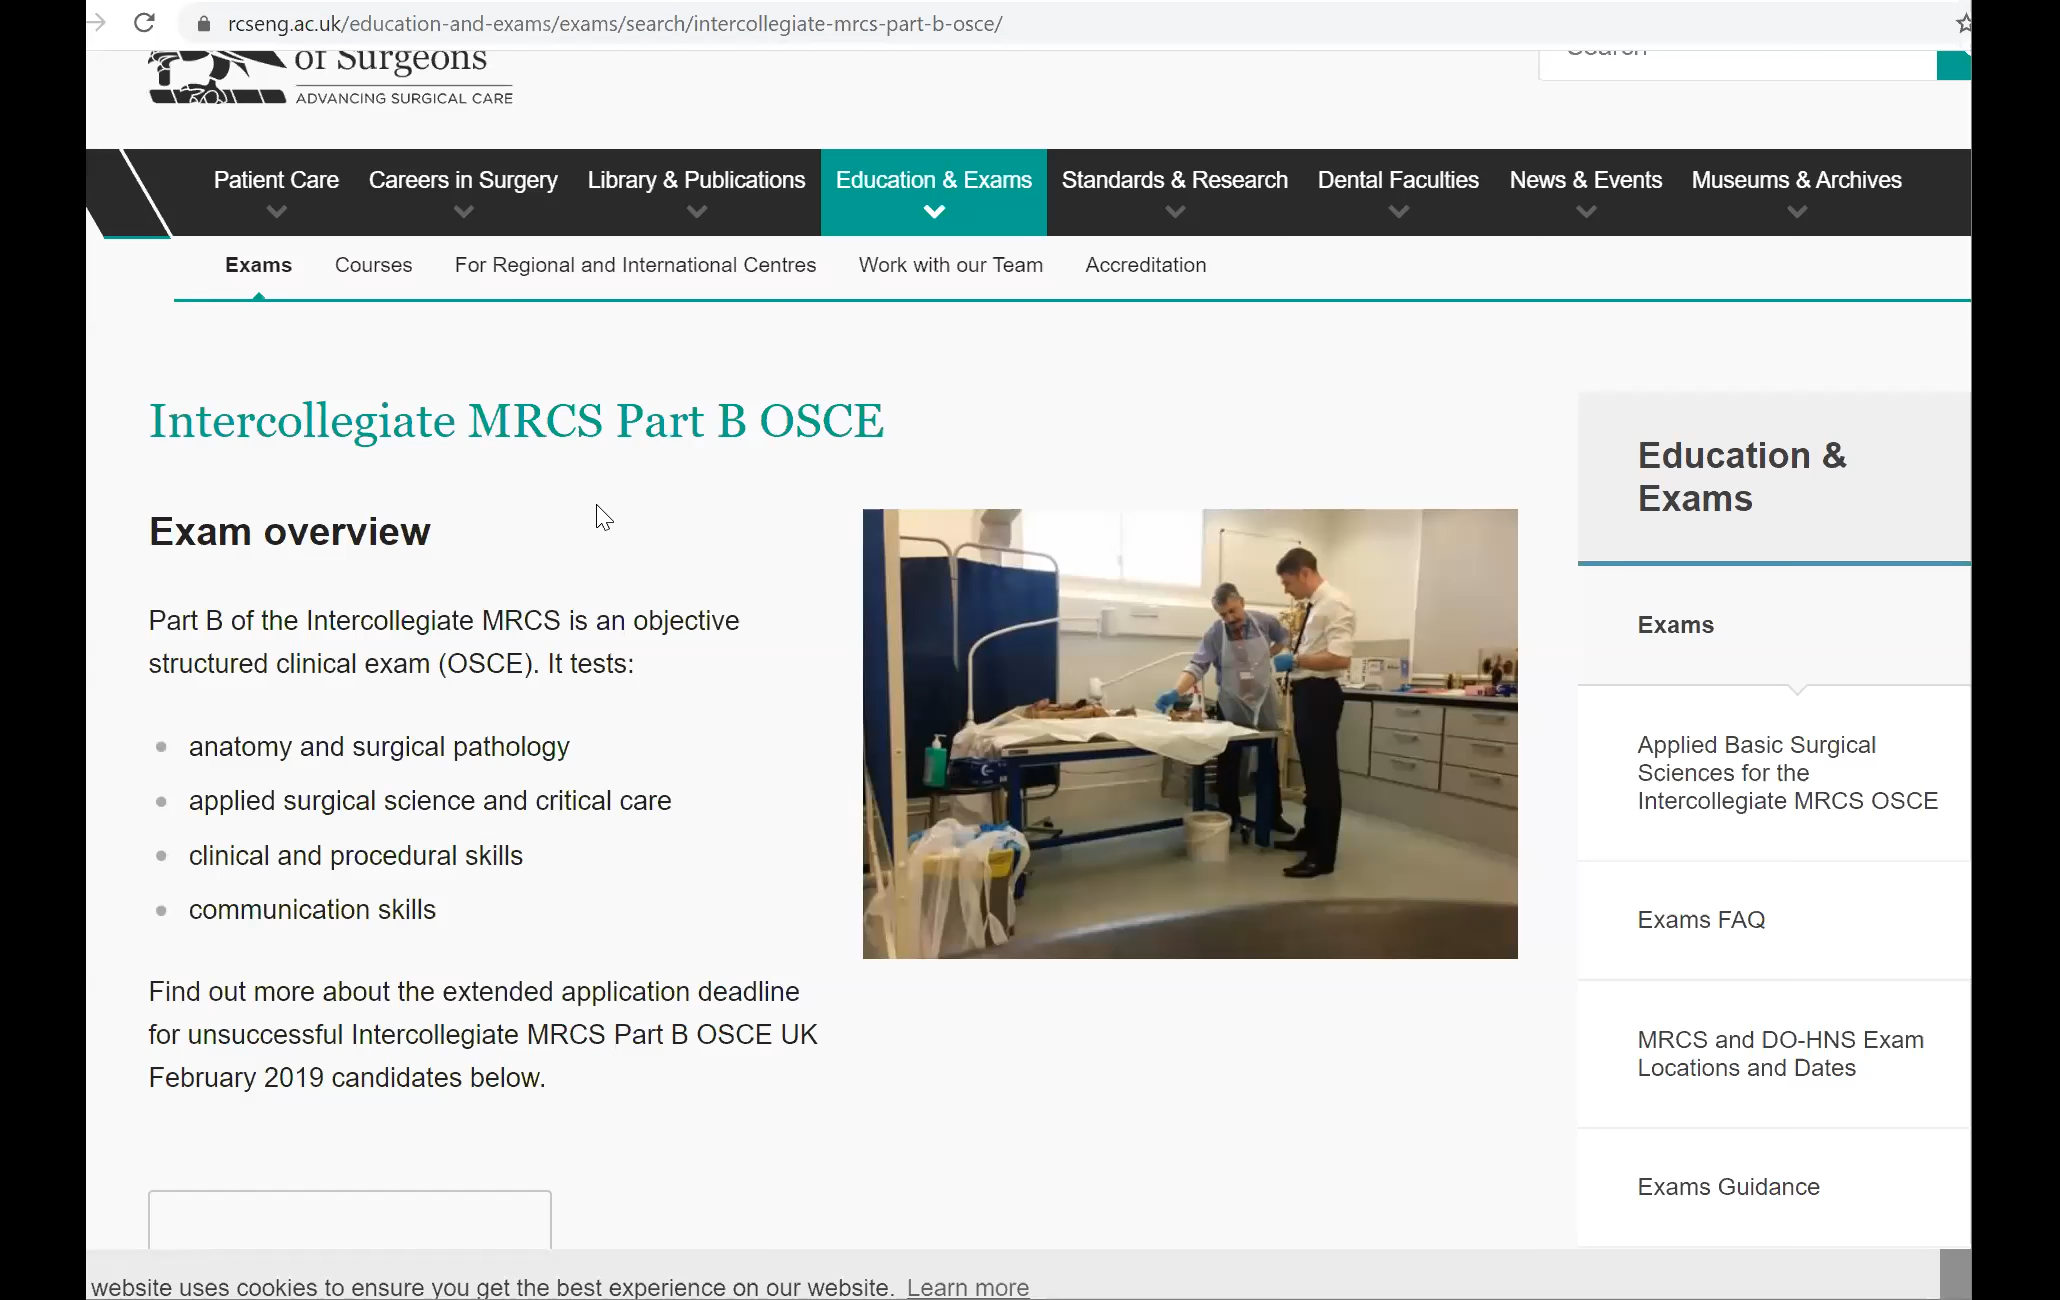 rcseng.ac.uk/education-and-exams/exams/search/intercollegiate-mrcs-part-b-osce/
of Surgeons
ADVANCING SURGICAL CARE
Search
Patient Care Careers in Surgery Library & Publications Education & Exams Standards & Research Dental Faculties News & Events Museums & Archives
Exams Courses For Regional and International Centres Work with our Team Accreditation
Intercollegiate MRCS Part B OSCE
Exam overview
Part B of the Intercollegiate MRCS is an objective
structured clinical exam (OSCE). It tests:
anatomy and surgical pathology
applied surgical science and critical care
clinical and procedural skills
communication skills
Find out more about the extended application deadline
for unsuccessful Intercollegiate MRCS Part B OSCE UK
February 2019 candidates below.
Education &
Exams
Exams
Applied Basic Surgical
Sciences for the
Intercollegiate MRCS OSCE
Exams FAQ
MRCS and DO-HNS Exam
Locations and Dates
Exams Guidance
website uses cookies to ensure you get the best experience on our website. Learn more